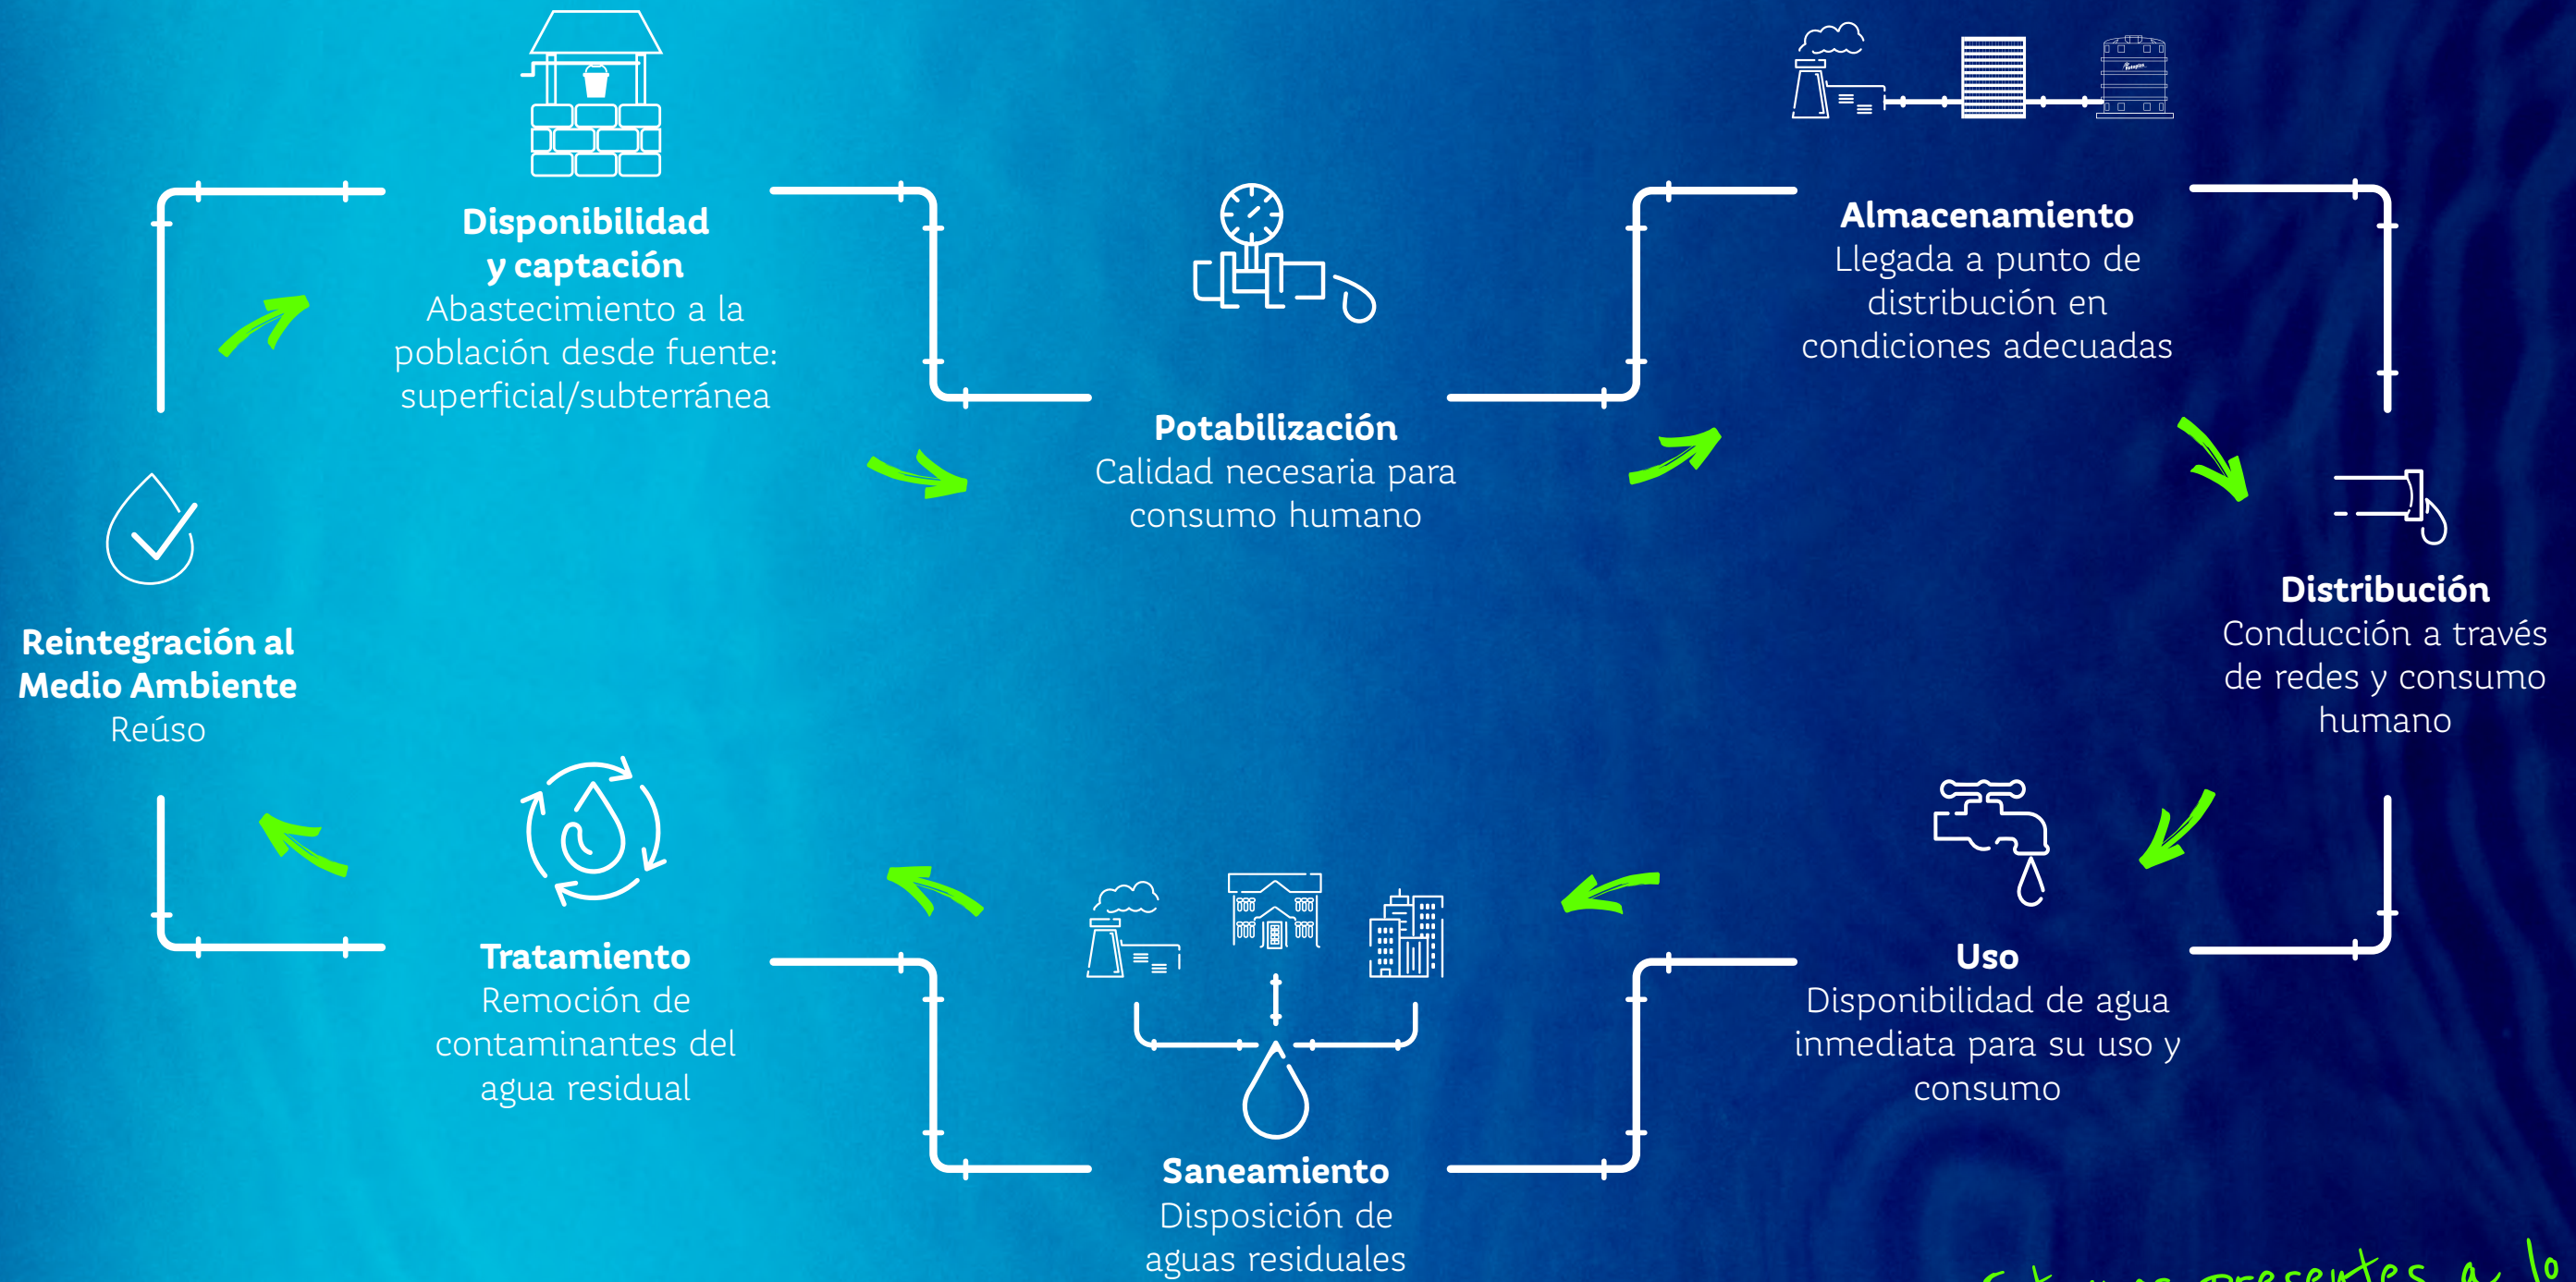 Disponibilidad
y captación
Abastecimiento a la
población desde fuente:
superficial/subterránea
Potabilización
Calidad necesaria para
consumo humano
Almacenamiento
Llegada a punto de
distribución en
condiciones adecuadas
Distribución
Conducción a través
de redes y consumo
humano
Uso
Disponibilidad de agua
inmediata para su uso y
consumo
Saneamiento
Disposición de
aguas residuales
Tratamiento
Remoción de
contaminantes del
agua residual
Reintegración al
Medio Ambiente
Reúso
presentes a lo